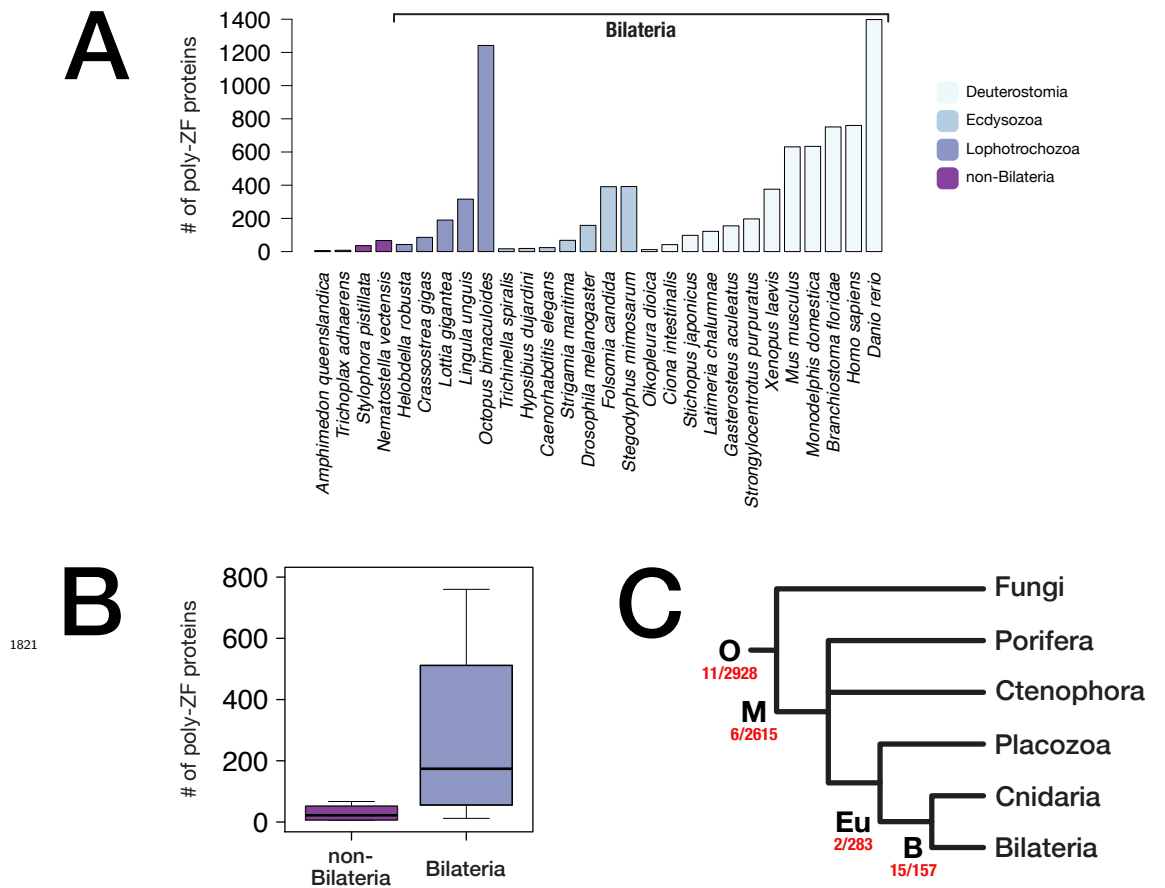 A
# of poly-ZF proteins
1400
1200
1000
800
600
400
200
0
Bilateria
Amphimedon queenslandica
Trichoplax adhaerens
Stylophora pistillata
Nematostella vectensis
Helobdella robusta
Crassostrea gigas
Lottia gigantea
Lingula unguis
Octopus bimaculoides
Trichinella spiralis
Hypsibius dujardini
Caenorhabditis elegans
Strigamia maritima
Drosophila melanogaster
Folsomia candida
Stegodyphus mimosarum
Oikopleura dioica
Ciona intestinalis
Stichopus japonicus
Latimeria chalumnae
Gasterosteus aculeatus
Strongylocentrotus purpuratus
Xenopus laevis
Mus musculus
Monodelphis domestica
Branchiostoma floridae
Homo sapiens
Danio rerio
Deuterostomia
Ecdysozoa
Lophotrochozoa
non-Bilateria
1821
B
# of poly-ZF proteins
800
600
400
200
0
non-
Bilateria
Bilateria
C
Fungi
Porifera
Ctenophora
Placozoa
Cnidaria
Bilateria
O
11/2928
M
6/2615
Eu
2/283
B
15/157